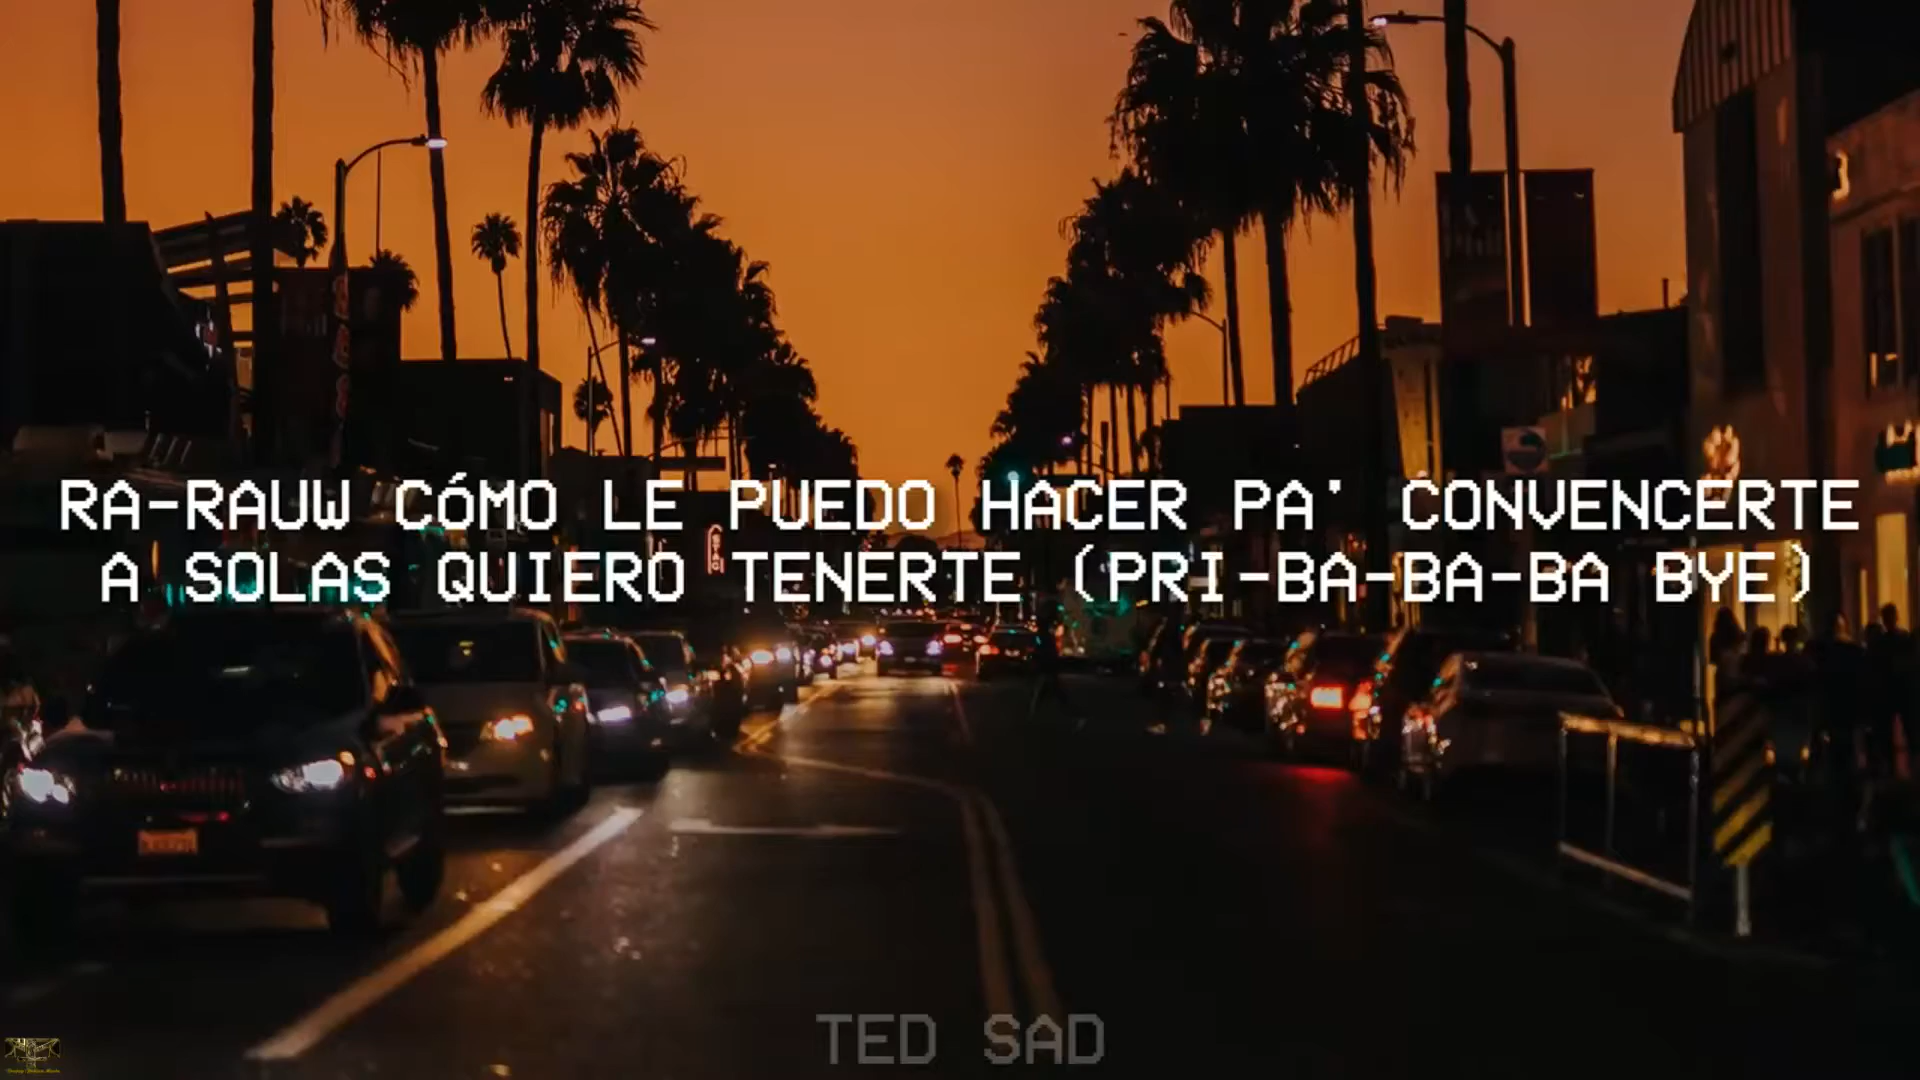 RA-RAUW CÓMO LE PUEDO HACER PA' CONVENCERTE
A SOLAS QUIERO TENERTE (PRI-BA-BA-BA BYE)
TED SAD